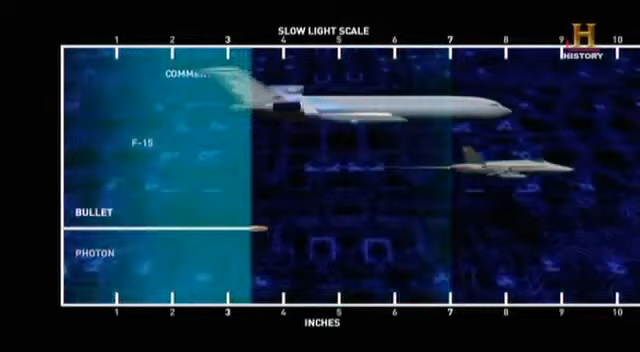 SLOW LIGHT SCALE
1 2 3 4 5 6 7 8 9 10
H
HISTORY
F-15
BULLET
PHOTON
1 2 3 4 5 6 7 8 9 10
INCHES